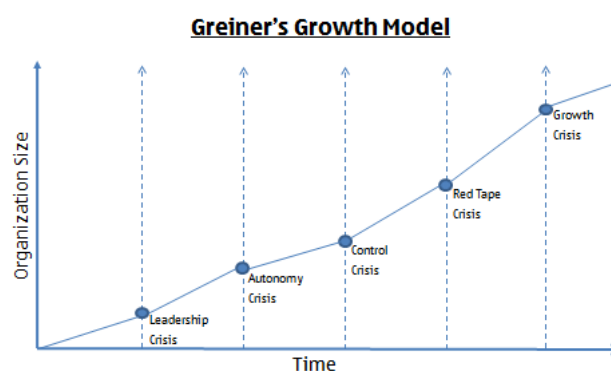 Greiner's Growth Model
Organization Size
Growth
Crisis
Red Tape
Crisis
Control
Crisis
Autonomy
Crisis
Leadership
Crisis
Time